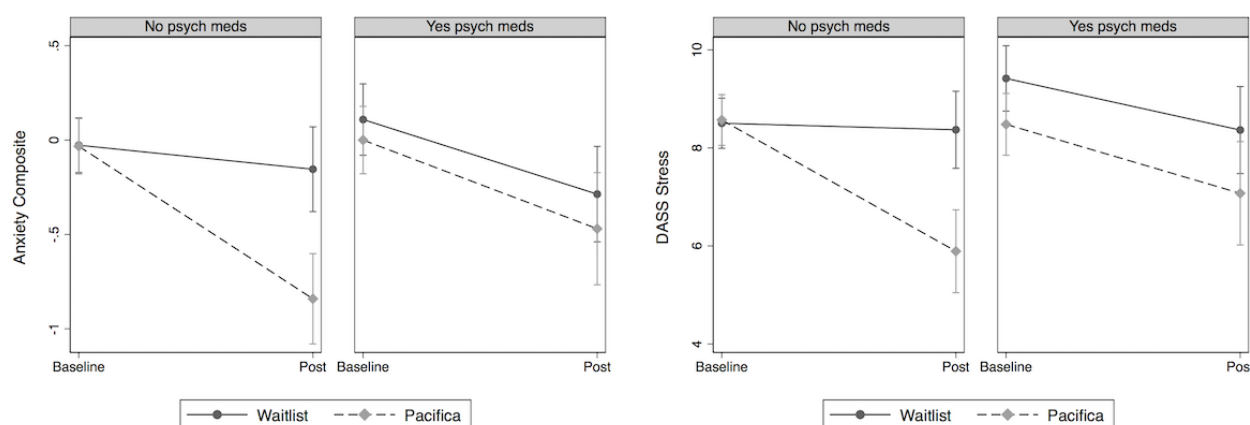 No psych meds
Yes psych meds
Anxiety Composite
.5
0
-.5
-1
Baseline
Post
Baseline
Post
Waitlist
Pacifica
No psych meds
Yes psych meds
DASS Stress
10
8
6
4
Baseline
Post
Baseline
Pos
Waitlist
Pacifica